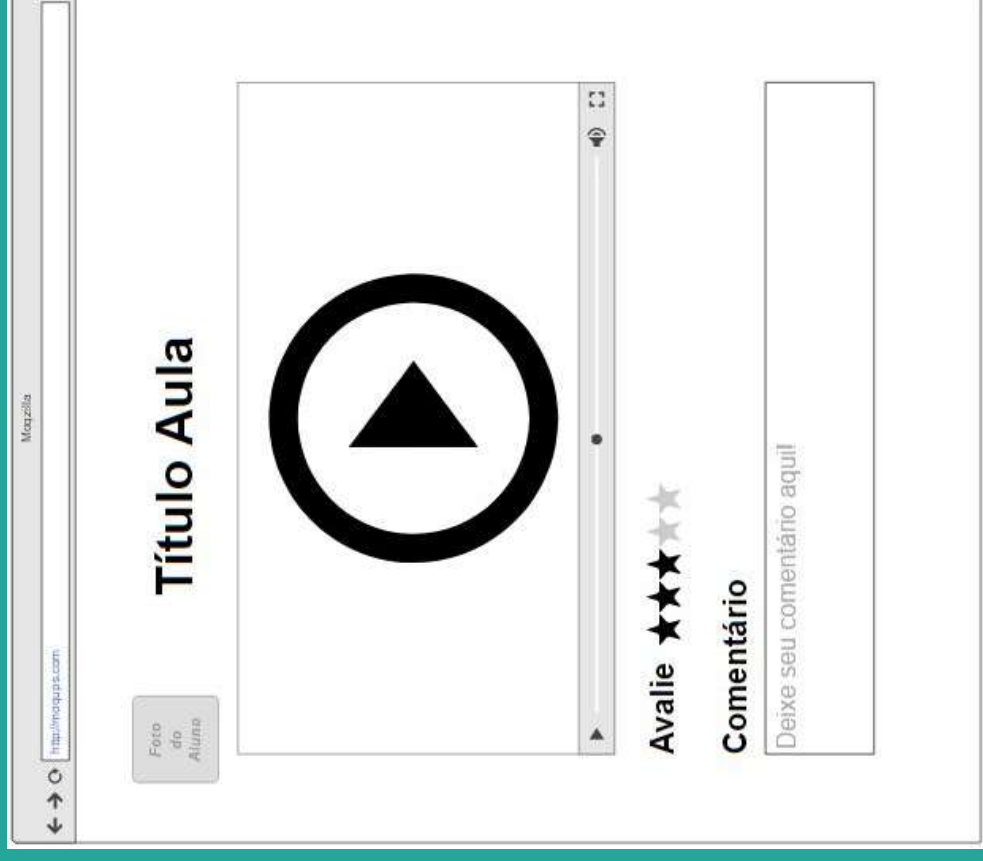 Moqzilla
http://moqups.com
Foto
do
Aluno
Título Aula
Avalie
Comentário
Deixe seu comentário aqui!